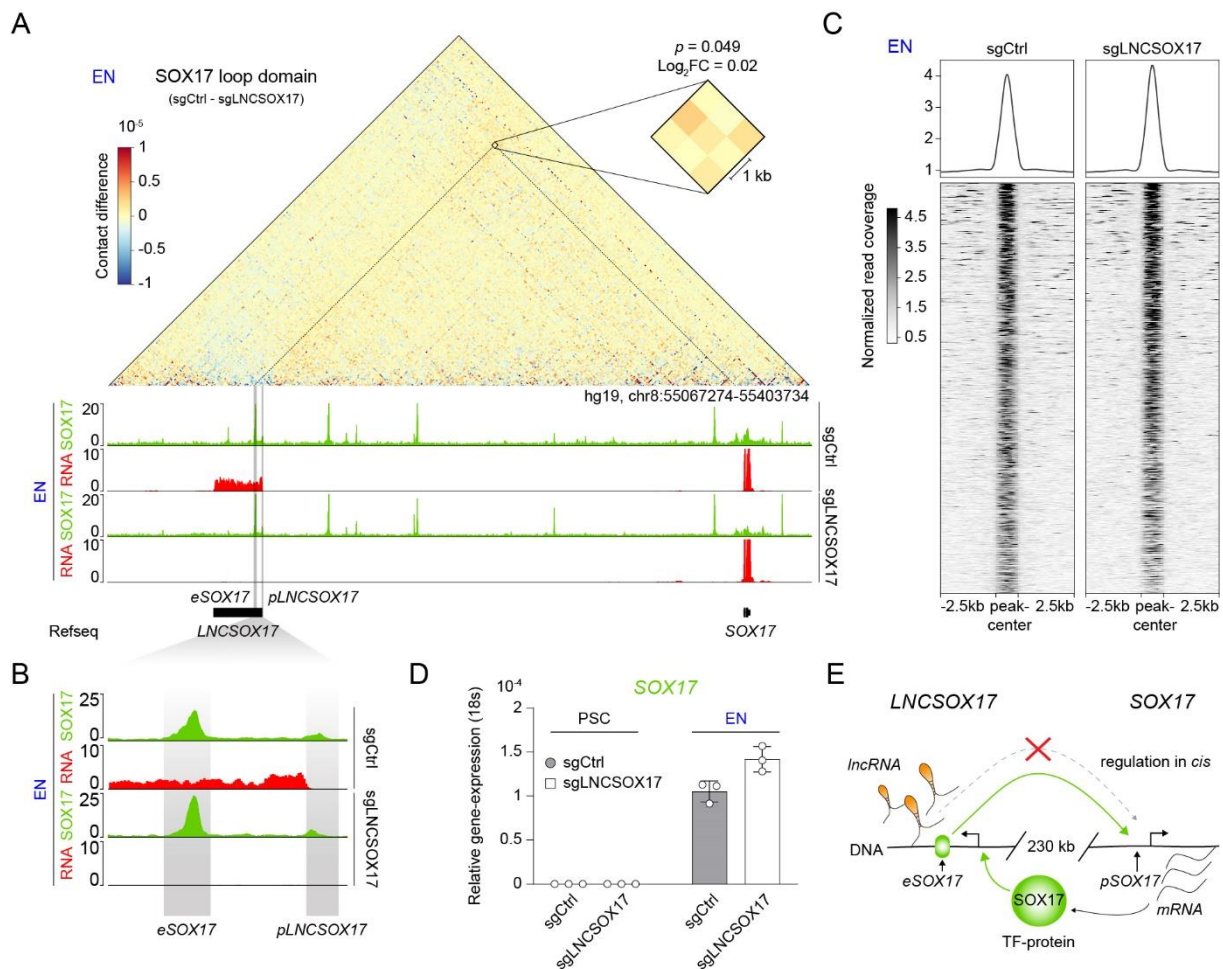 A
EN
SOX17 loop domain
(sgCtrl - sgLNCSOX17)
p = 0.049
Log2FC = 0.02
1 kb
10-5
1
0.5
0
-0.5
-1
Contact difference
hg19, chr8:55067274-55403734
EN
SOX17
20
0
RNA
10
0
sgCtrl
SOX17
20
0
RNA
10
0
sgLNCSOX17
eSOX17
pLNCSOX17
Refseq
LNCSOX17
SOX17
B
EN
SOX17
25
0
RNA
10
0
sgCtrl
SOX17
25
0
RNA
10
0
sgLNCSOX17
eSOX17
pLNCSOX17
C
EN
sgCtrl
sgLNCSOX17
4
3
2
1
Normalized read coverage
4.5
3.5
2.5
1.5
0.5
-2.5kb peak- 2.5kb
center
-2.5kb peak- 2.5kb
center
D
SOX17
10-4
2
1.5
1
0.5
0
Relative gene-expression (18s)
PSC
EN
sgCtrl
sgLNCSOX17
sgCtrl
sgLNCSOX17
sgCtrl
sgLNCSOX17
E
LNCSOX17
SOX17
lncRNA
regulation in cis
DNA
230 kb
eSOX17
pSOX17
SOX17
mRNA
TF-protein